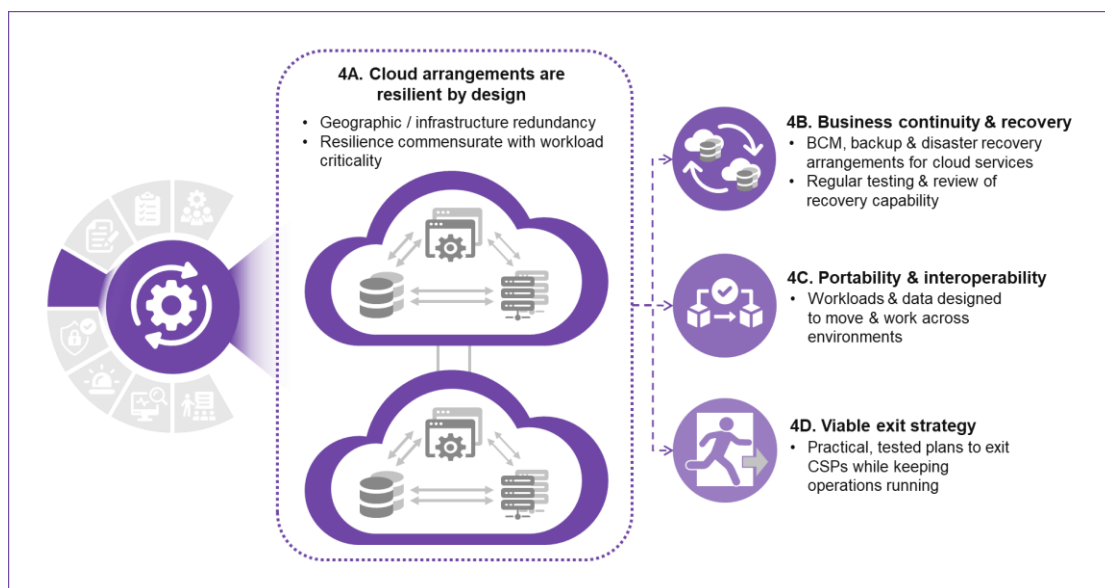 4A. Cloud arrangements are
resilient by design
• Geographic / infrastructure redundancy
• Resilience commensurate with workload
criticality
4B. Business continuity & recovery
• BCM, backup & disaster recovery
arrangements for cloud services
• Regular testing & review of
recovery capability
4C. Portability & interoperability
• Workloads & data designed
to move & work across
environments
4D. Viable exit strategy
• Practical, tested plans to exit
CSPs while keeping
operations running